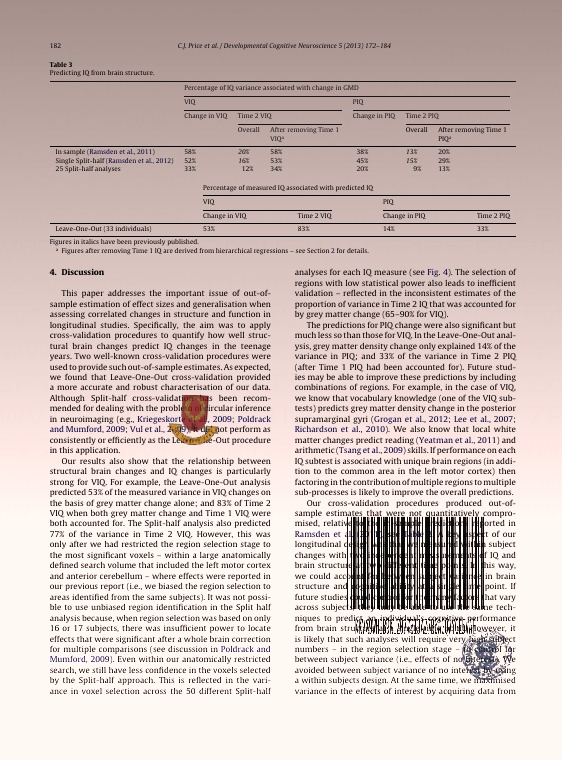 182
C.J. Price et al. / Developmental Cognitive Neuroscience 5 (2013) 172–184
Table 3
Predicting IQ from brain structure.
Percentage of IQ variance associated with change in GMD
VIQ PIQ
Change in VIQ Time 2 VIQ Change in PIQ Time 2 PIQ
Overall After removing Time 1 VIQa Overall After removing Time 1 PIQa
In sample (Ramsden et al., 2011) 58% 20% 58% 38% 13% 20%
Single Split-half (Ramsden et al., 2012) 52% 16% 53% 45% 15% 29%
25 Split-half analyses 33% 12% 34% 20% 9% 13%
Percentage of measured IQ associated with predicted IQ
VIQ PIQ
Change in VIQ Time 2 VIQ Change in PIQ Time 2 PIQ
Leave-One-Out (33 individuals) 53% 83% 14% 33%
Figures in italics have been previously published.
a Figures after removing Time 1 IQ are derived from hierarchical regressions – see Section 2 for details.
4. Discussion
This paper addresses the important issue of out-of-
sample estimation of effect sizes and generalisation when
assessing correlated changes in structure and function in
longitudinal studies. Specifically, the aim was to apply
cross-validation procedures to quantify how well struc-
tural brain changes predict IQ changes in the teenage
years. Two well-known cross-validation procedures were
used to provide such out-of-sample estimates. As expected,
we found that Leave-One-Out cross-validation provided
a more accurate and robust characterisation of our data.
Although Split-half cross-validation has been recom-
mended for dealing with the problem of circular inference
in neuroimaging (e.g., Kriegeskorte et al., 2009; Poldrack
and Mumford, 2009; Vul et al., 2009), it did not perform as
consistently or efficiently as the Leave-One-Out procedure
in this application.
Our results also show that the relationship between
structural brain changes and IQ changes is particularly
strong for VIQ. For example, the Leave-One-Out analysis
predicted 53% of the measured variance in VIQ changes on
the basis of grey matter change alone; and 83% of Time 2
VIQ when both grey matter change and Time 1 VIQ were
both accounted for. The Split-half analysis also predicted
77% of the variance in Time 2 VIQ. However, this was
only after we had restricted the region selection stage to
the most significant voxels – within a large anatomically
defined search volume that included the left motor cortex
and anterior cerebellum – where effects were reported in
our previous report (i.e., we biased the region selection to
areas identified from the same subjects). It was not possi-
ble to use unbiased region identification in the Split half
analysis because, when region selection was based on only
16 or 17 subjects, there was insufficient power to locate
effects that were significant after a whole brain correction
for multiple comparisons (see discussion in Poldrack and
Mumford, 2009). Even within our anatomically restricted
search, we still have less confidence in the voxels selected
by the Split-half approach. This is reflected in the vari-
ance in voxel selection across the 50 different Split-half
analyses for each IQ measure (see Fig. 4). The selection of
regions with low statistical power also leads to inefficient
validation – reflected in the inconsistent estimates of the
proportion of variance in Time 2 IQ that was accounted for
by grey matter change (65–90% for VIQ).
The predictions for PIQ change were also significant but
much less so than those for VIQ. In the Leave-One-Out anal-
ysis, grey matter density change only explained 14% of the
variance in PIQ; and 33% of the variance in Time 2 PIQ
(after Time 1 PIQ had been accounted for). Future stud-
ies may be able to improve these predictions by including
combinations of regions. For example, in the case of VIQ,
we know that vocabulary knowledge (one of the VIQ sub-
tests) predicts grey matter density change in the posterior
supramarginal gyri (Grogan et al., 2012; Lee et al., 2007;
Richardson et al., 2010). We also know that local white
matter changes predict reading (Yeatman et al., 2011) and
arithmetic (Tsang et al., 2009) skills. If performance on each
IQ subtest is associated with unique brain regions (in addi-
tion to the common area in the left motor cortex) then
factoring in the contribution of multiple regions to multiple
sub-processes is likely to improve the overall predictions.
Our cross-validation procedures produced out-of-
sample estimates that were not quantitatively compro-
mised, relative reported in
Ramsden et of our
longitudinal subject
changes with of IQ and
brain structure this way,
we could account in brain
structure and point. If
future studies that vary
across subjects, tech-
niques to performance
from brain however, it
is likely that such analyses will require very high subject
numbers – in the region selection stage – to control for
between subject variance (i.e., effects of no interest). We
avoided between subject variance of no interest by using
a within subjects design. At the same time, we maximised
variance in the effects of interest by acquiring data from